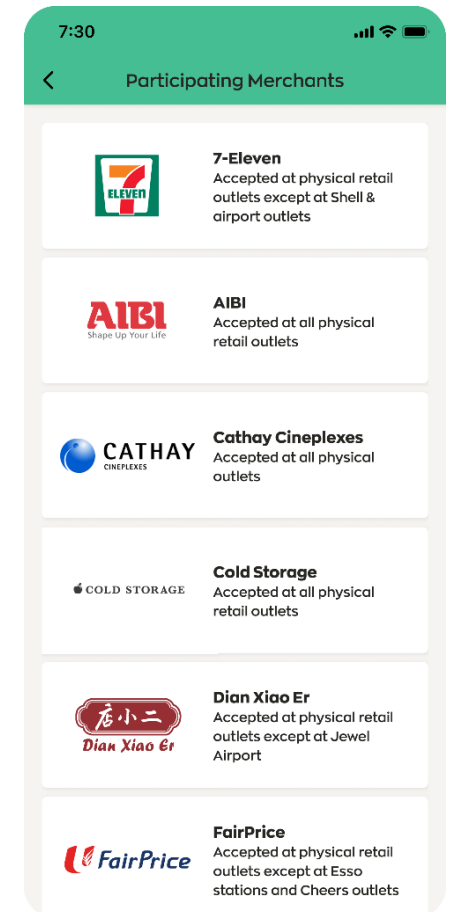 7:30
Participating Merchants
7
ELEVEN
7-Eleven
Accepted at physical retail
outlets except at Shell &
airport outlets
AIBI
Shape Up Your Life
AIBI
Accepted at all physical
retail outlets
CATHAY
CINEPLEXES
Cathay Cineplexes
Accepted at all physical
outlets
COLD STORAGE
Cold Storage
Accepted at all physical
retail outlets
店小二
Dian Xiao Er
Dian Xiao Er
Accepted at physical retail
outlets except at Jewel
Airport
FairPrice
FairPrice
Accepted at physical retail
outlets except at Esso
stations and Cheers outlets